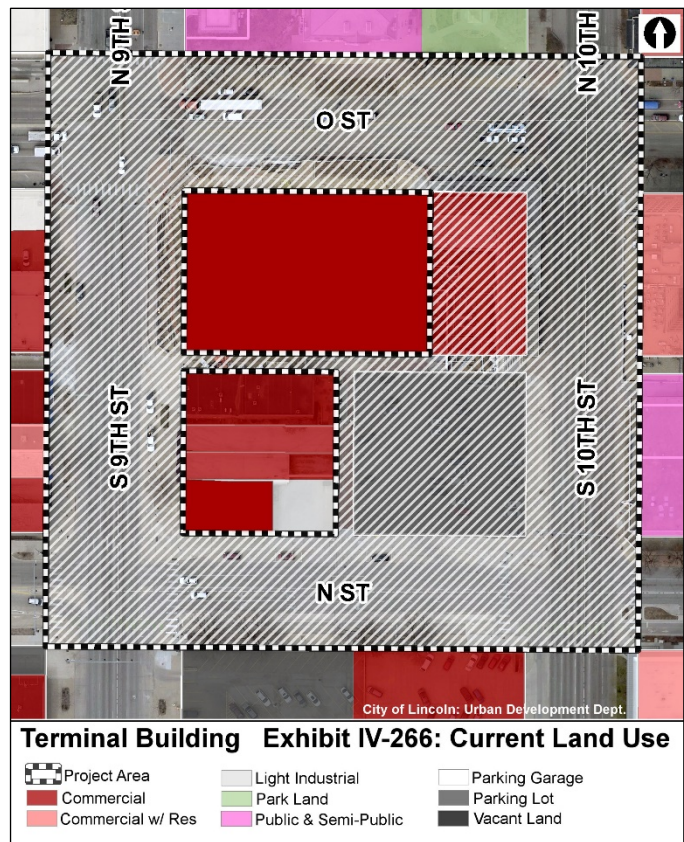 N 9TH
N 10TH
O ST
S 9TH ST
S 10TH ST
N ST
City of Lincoln: Urban Development Dept.
Terminal Building Exhibit IV-266: Current Land Use
Project Area
Light Industrial
Parking Garage
Commercial
Park Land
Parking Lot
Commercial w/ Res
Public & Semi-Public
Vacant Land